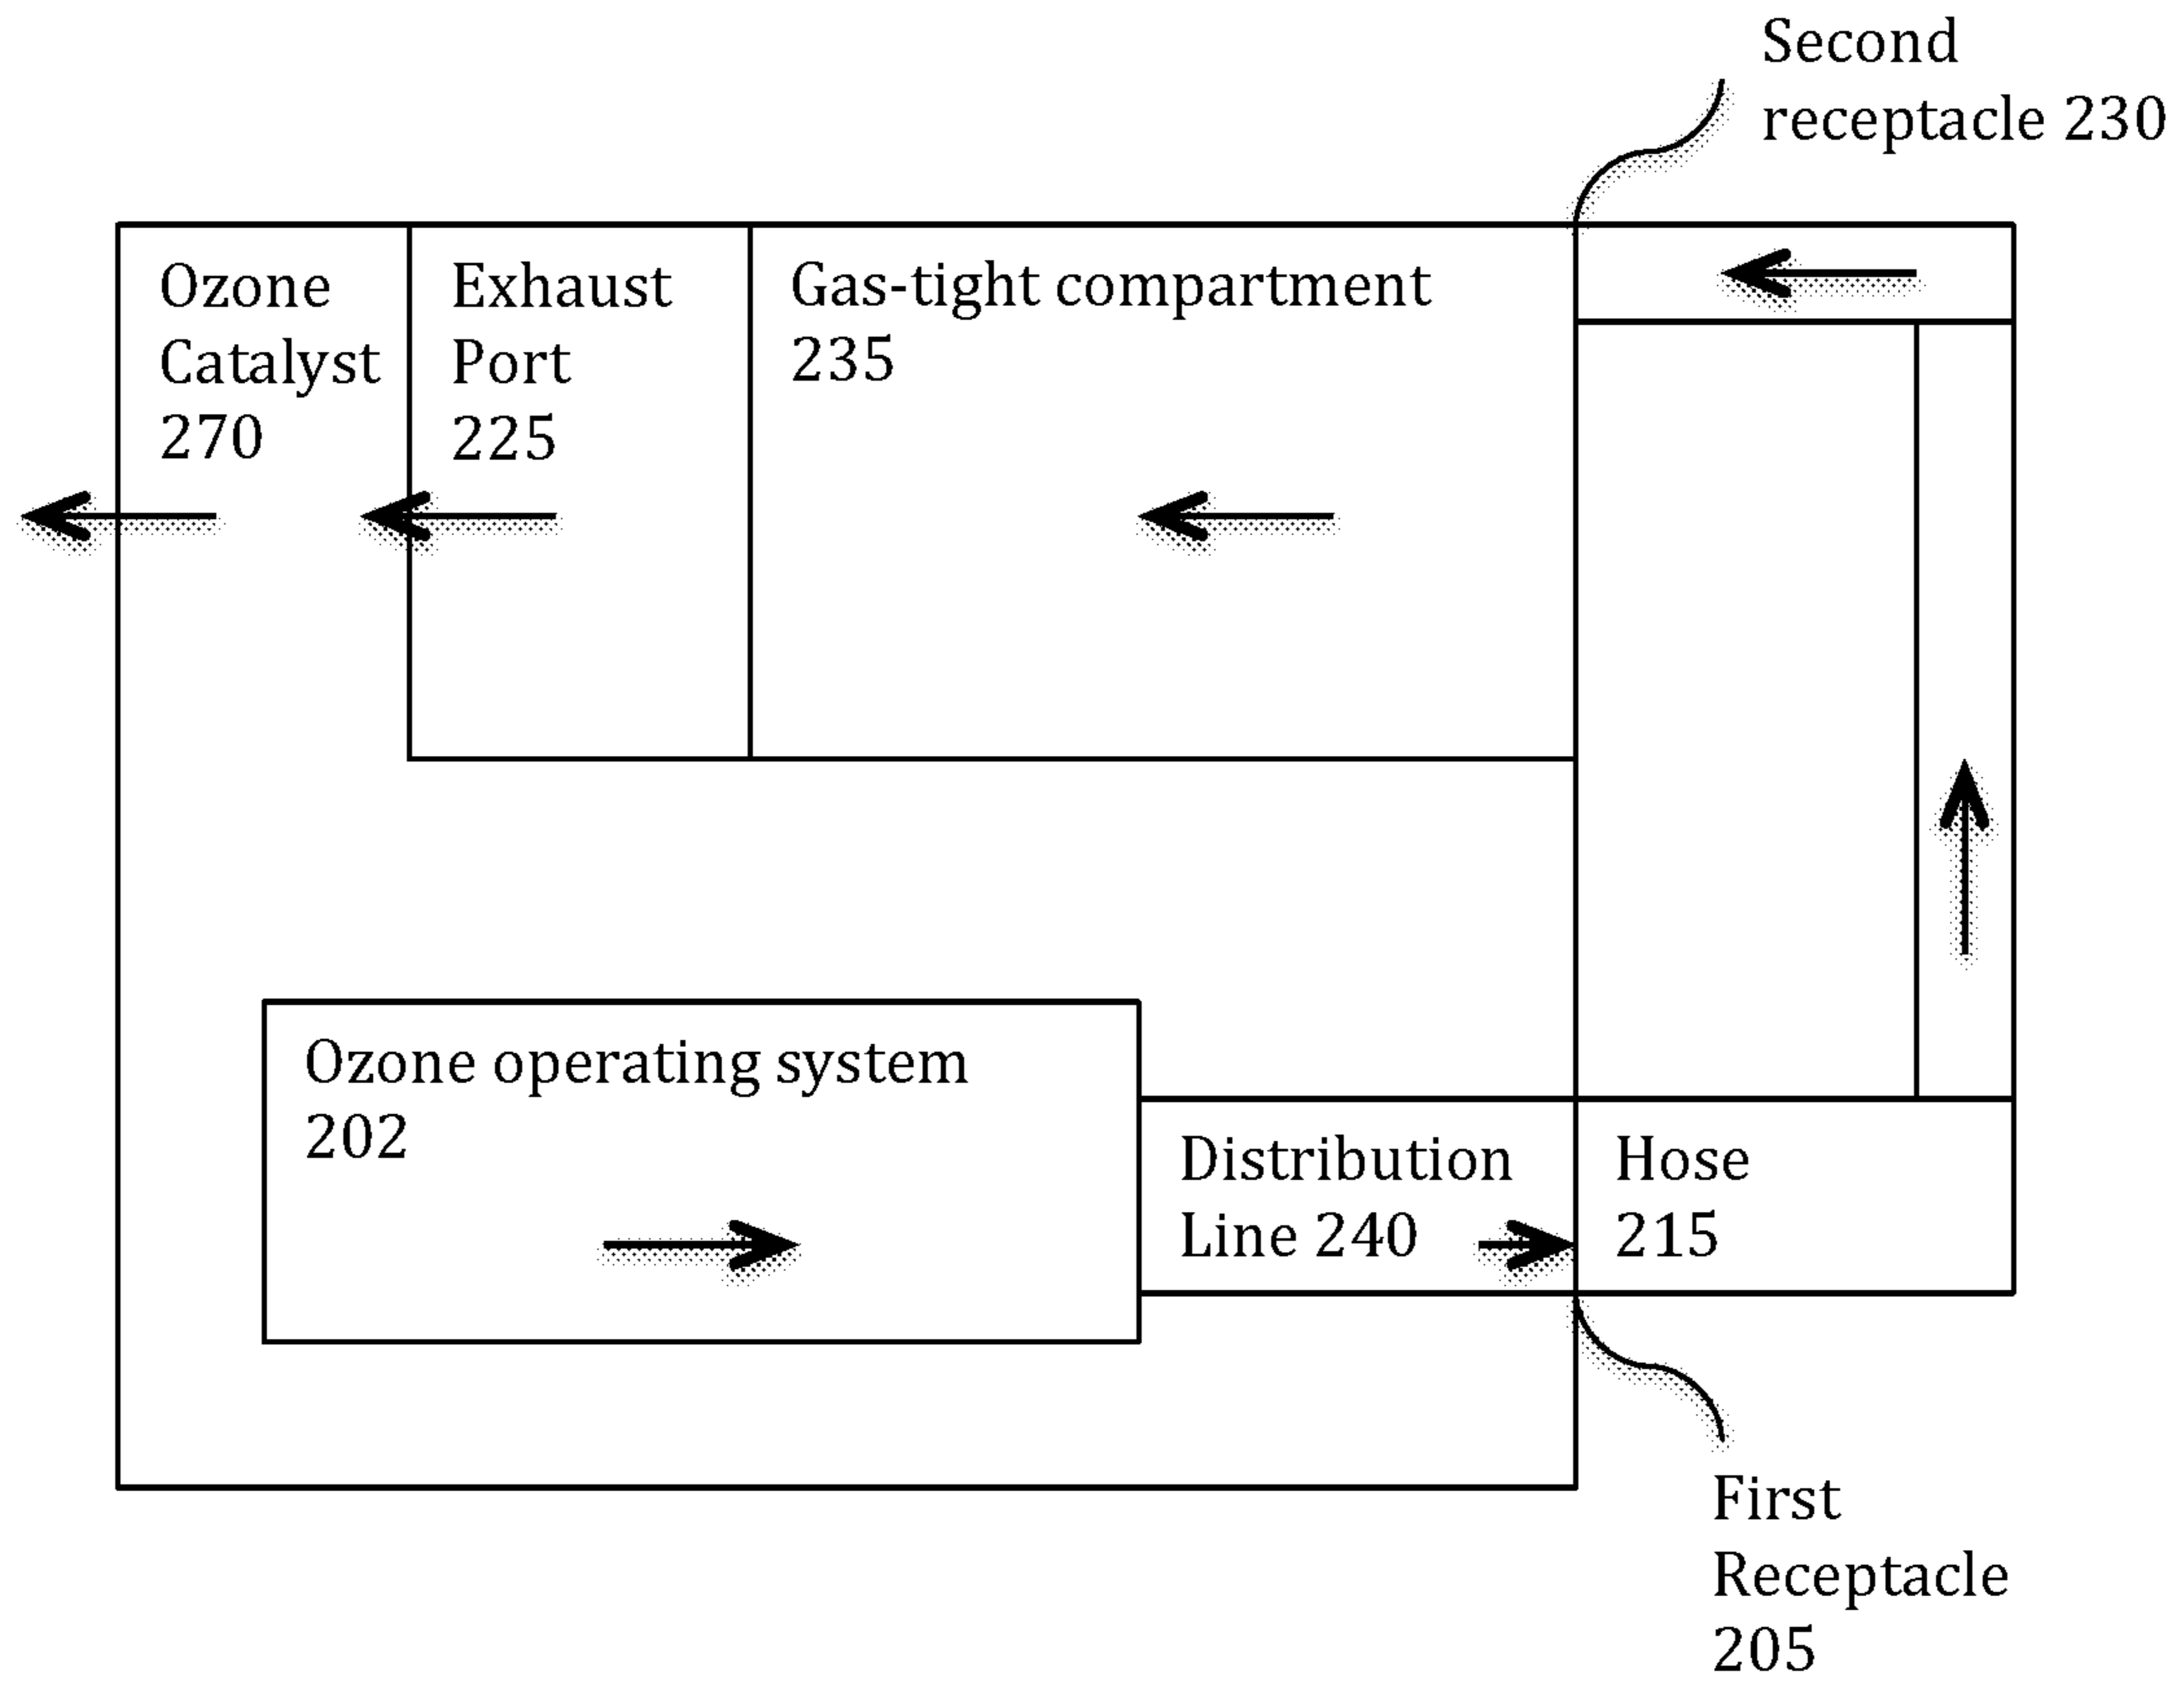 Second
receptacle 230
Ozone
Catalyst
270
Exhaust
Port
225
Gas-tight compartment
235
Ozone operating system
202
Distribution
Line 240
Hose
215
First
Receptacle
205